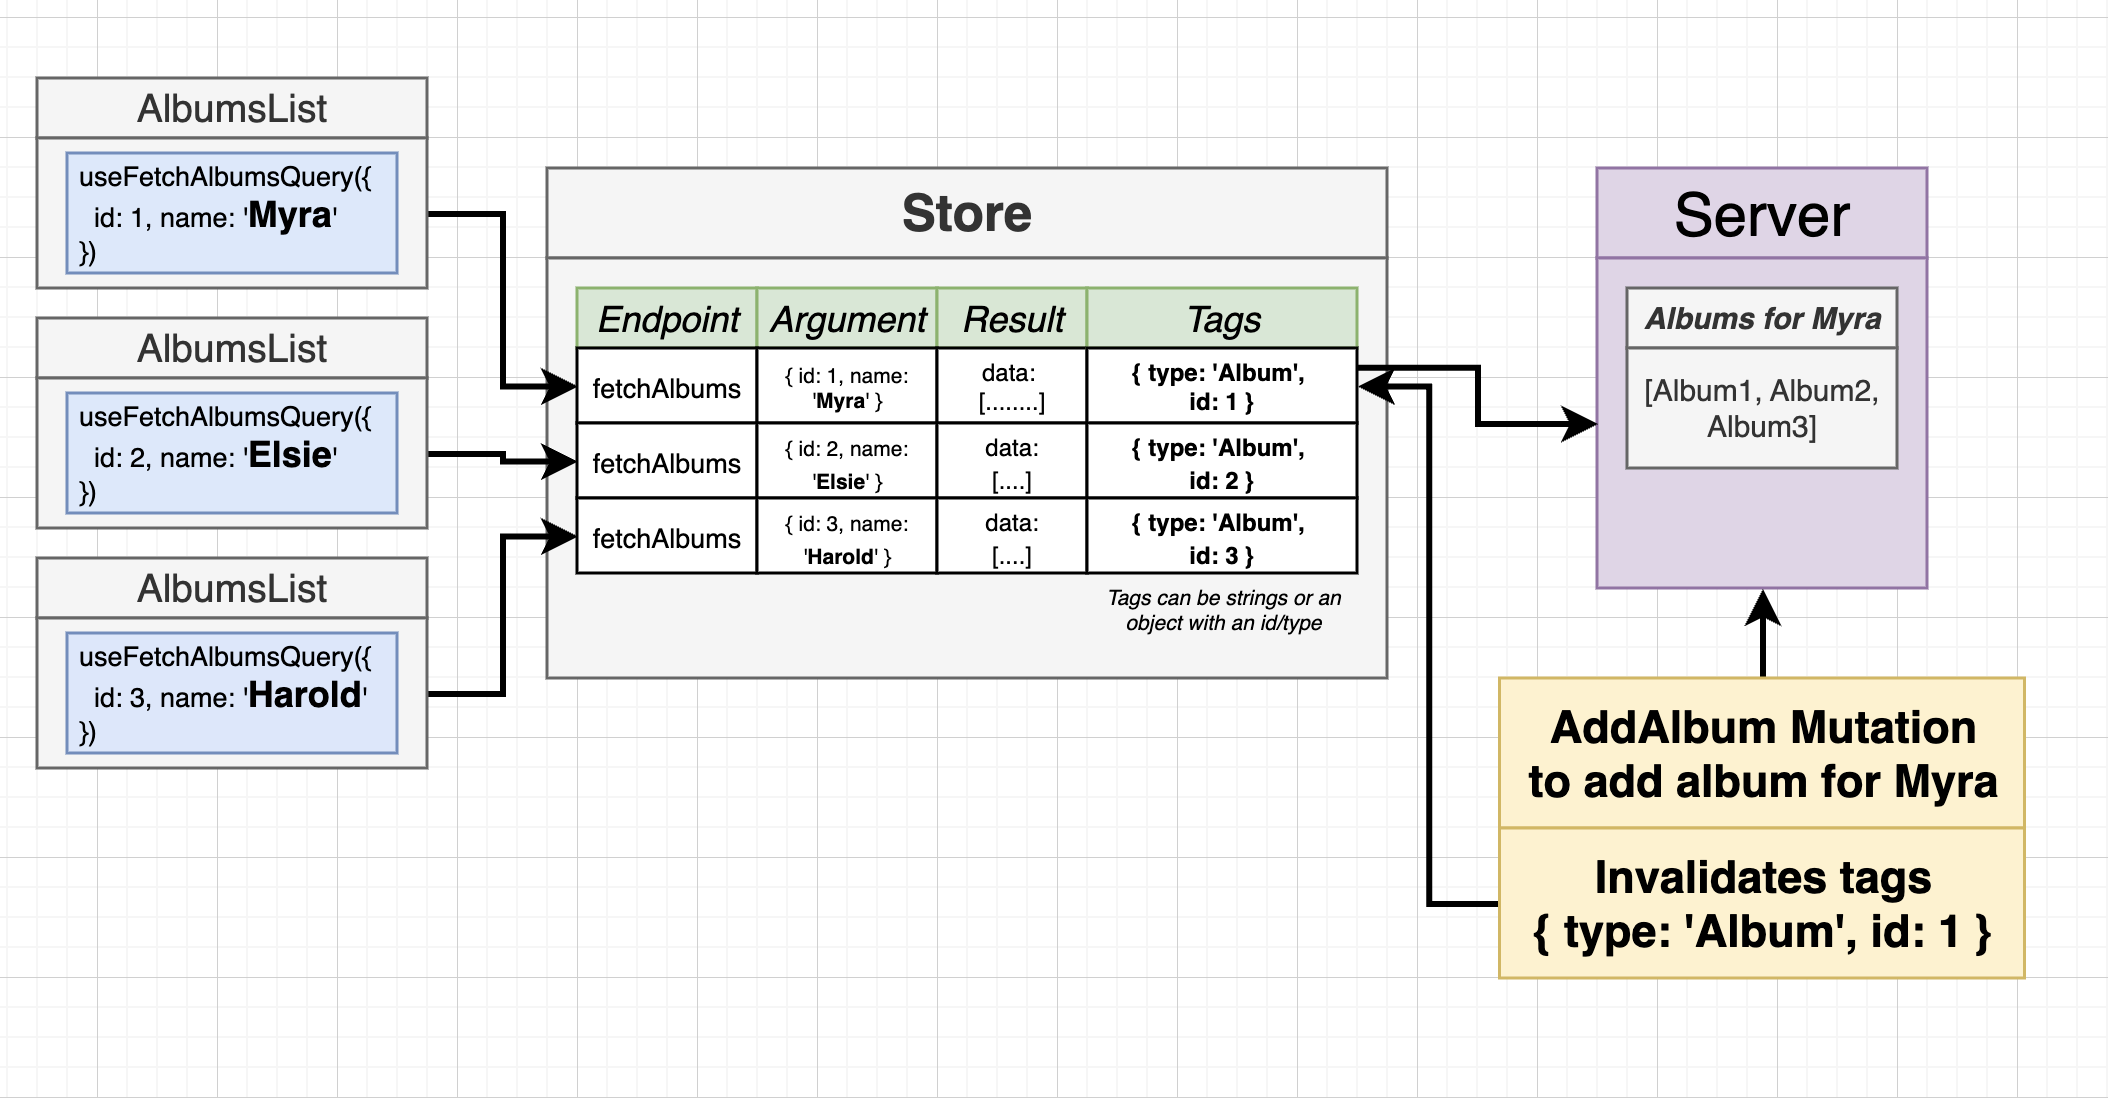 AlbumsList
useFetchAlbumsQuery({
id: 1, name: 'Myra'
})
AlbumsList
useFetchAlbumsQuery({
id: 2, name: 'Elsie'
})
AlbumsList
useFetchAlbumsQuery({
id: 3, name: 'Harold'
})
Store
Endpoint Argument Result Tags
fetchAlbums
{ id: 1, name:
'Myra' }
data:
[........]
{ type: 'Album',
id: 1 }
fetchAlbums
{ id: 2, name:
'Elsie' }
data:
[....]
{ type: 'Album',
id: 2 }
fetchAlbums
{ id: 3, name:
'Harold' }
data:
[....]
{ type: 'Album',
id: 3 }
Tags can be strings or an
object with an id/type
Server
Albums for Myra
[Album1, Album2,
Album3]
AddAlbum Mutation
to add album for Myra
Invalidates tags
{ type: 'Album', id: 1 }